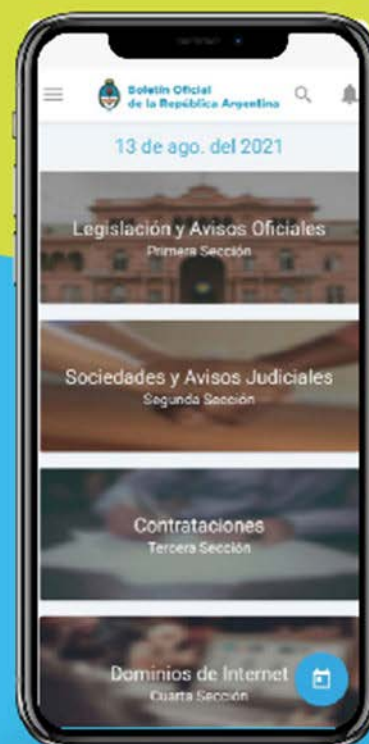 Boletín Oficial
de la República Argentina
13 de ago. del 2021
Legislación y Avisos Oficiales
Primera Sección
Sociedades y Avisos Judiciales
Segunda Sección
Contrataciones
Tercera Sección
Dominios de Internet
Cuarta Sección